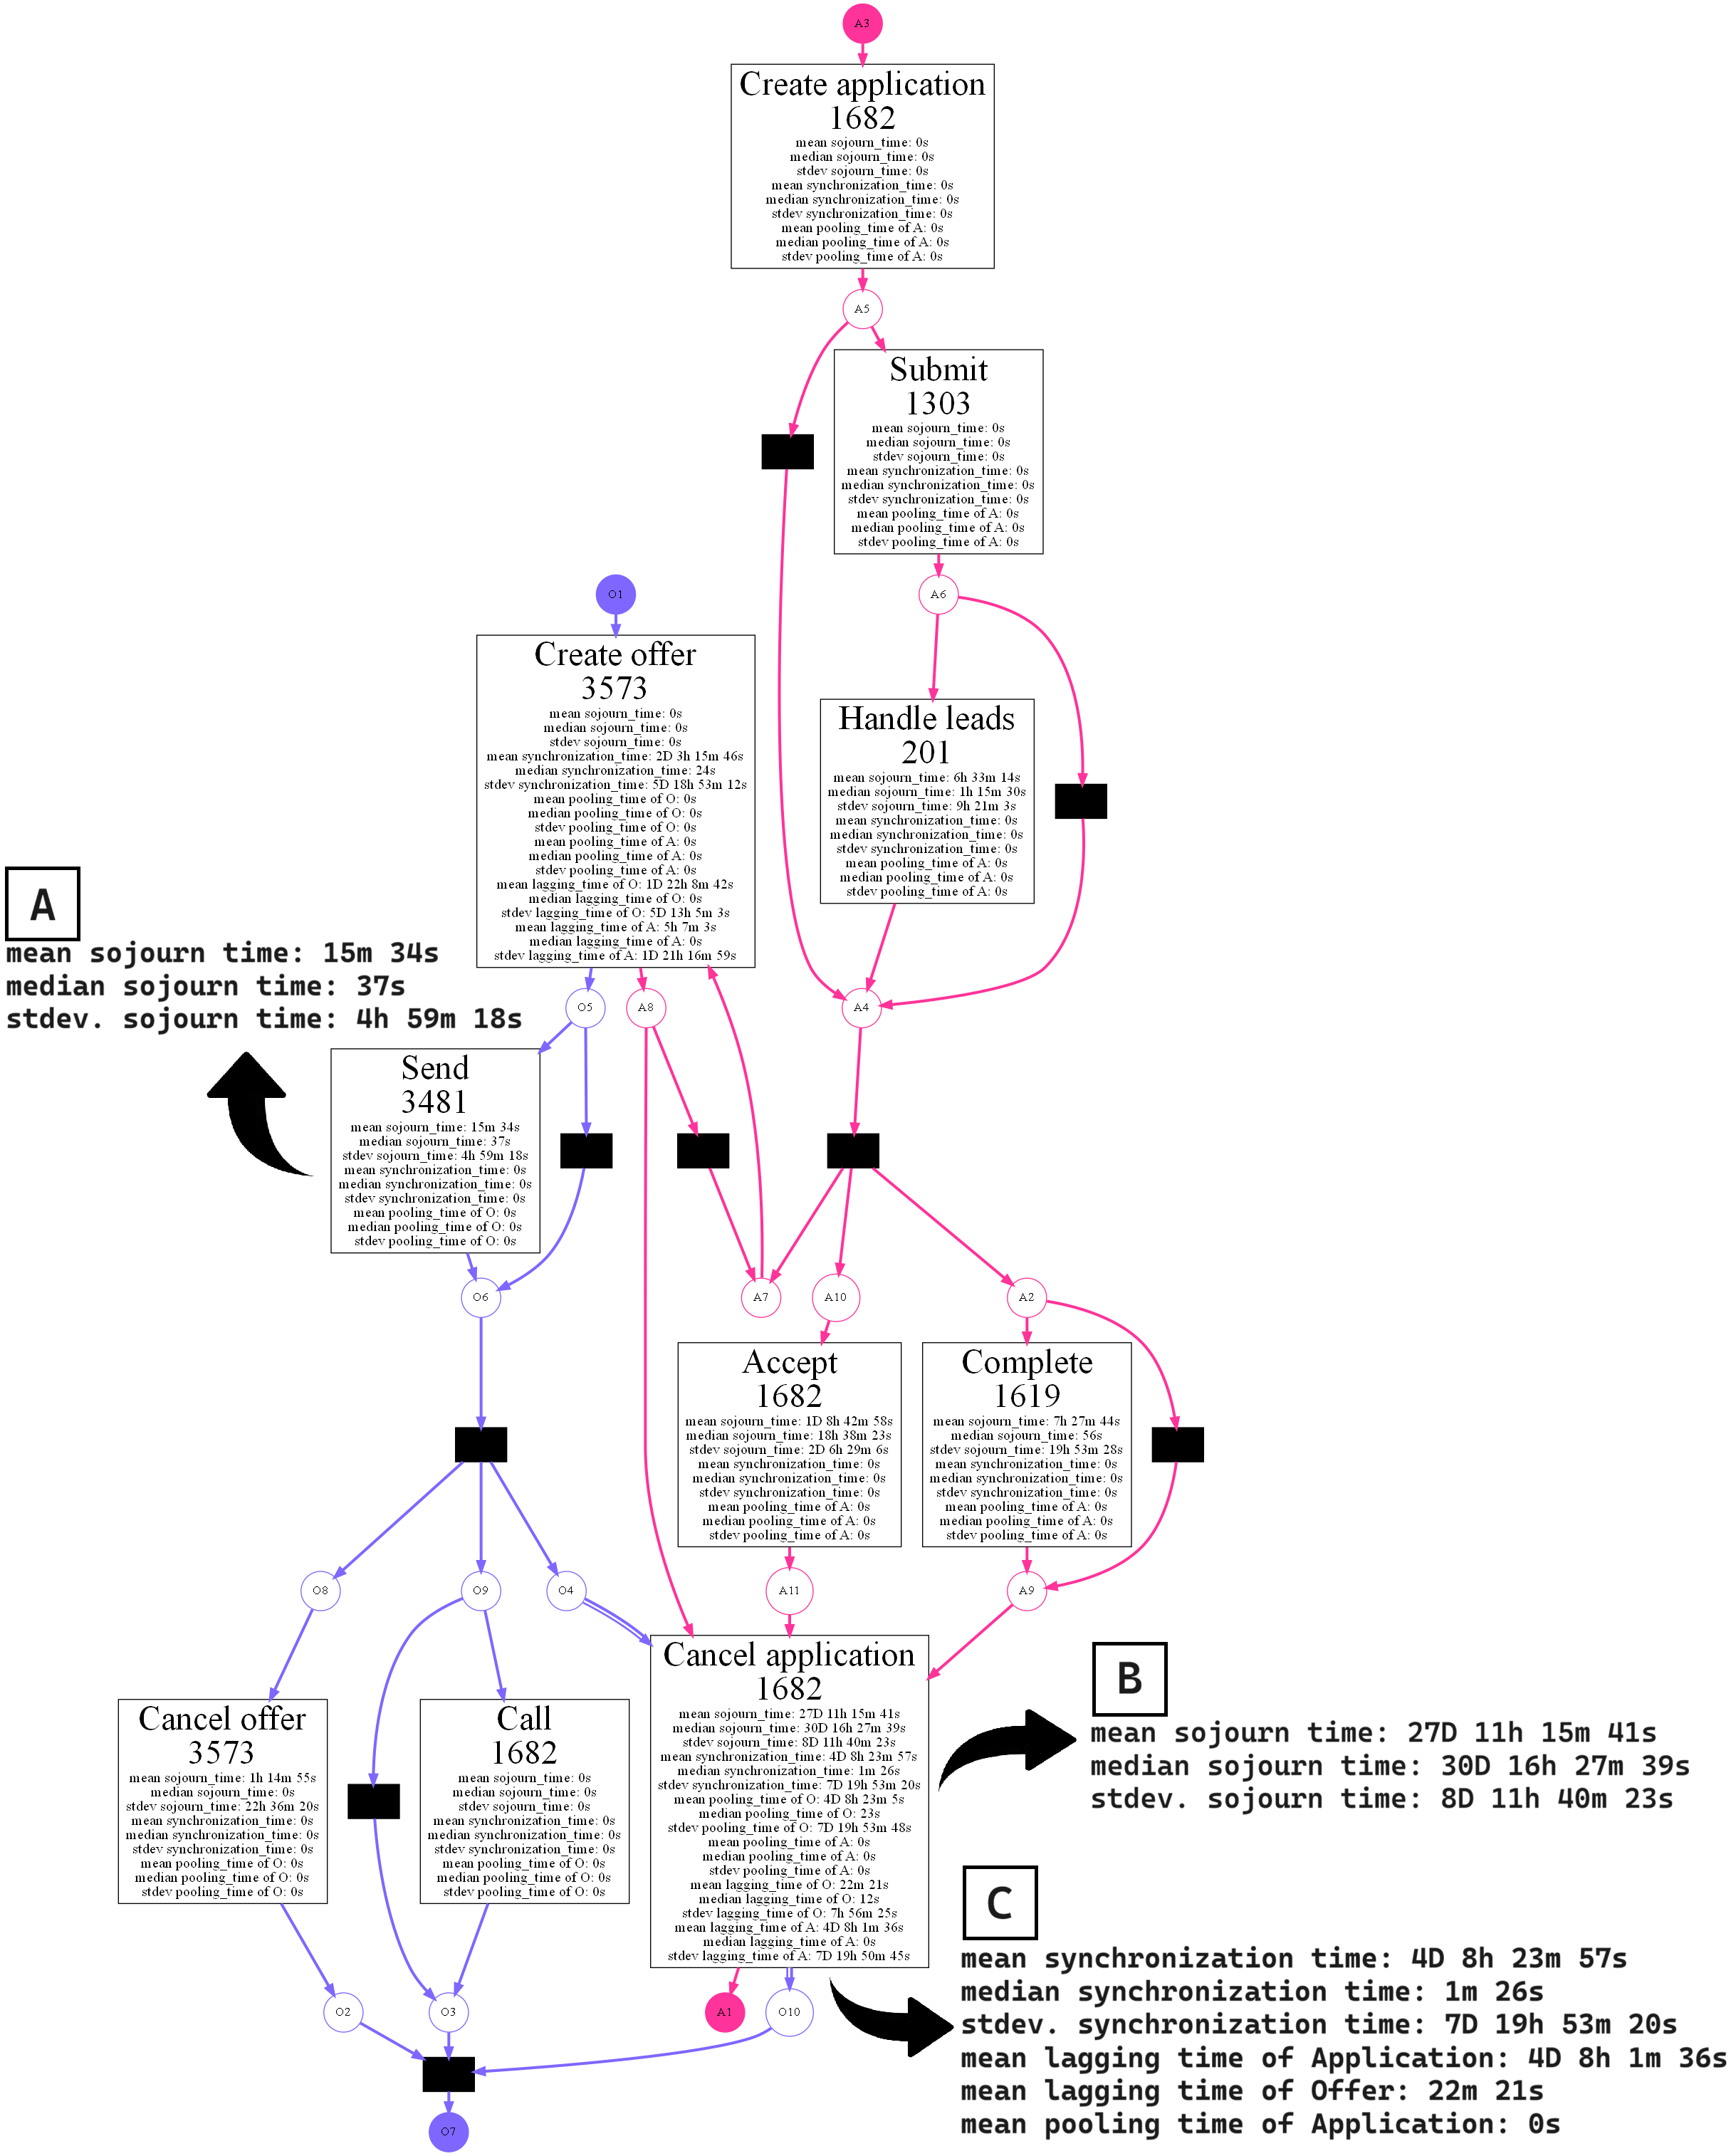 A3
Create application
1682
mean sojourn_time: 0s
median sojourn_time: 0s
stdev sojourn_time: 0s
mean synchronization_time: 0s
median synchronization_time: 0s
stdev synchronization_time: 0s
mean pooling_time of A: 0s
median pooling_time of A: 0s
stdev pooling_time of A: 0s
A5
Submit
1303
mean sojourn_time: 0s
median sojourn_time: 0s
stdev sojourn_time: 0s
mean synchronization_time: 0s
median synchronization_time: 0s
stdev synchronization_time: 0s
mean pooling_time of A: 0s
median pooling_time of A: 0s
stdev pooling_time of A: 0s
O1
A6
Create offer
3573
mean sojourn_time: 0s
median sojourn_time: 0s
stdev sojourn_time: 0s
mean synchronization_time: 2D 3h 15m 46s
median synchronization_time: 24s
stdev synchronization_time: 5D 18h 53m 12s
mean pooling_time of O: 0s
median pooling_time of O: 0s
stdev pooling_time of O: 0s
mean pooling_time of A: 0s
median pooling_time of A: 0s
stdev pooling_time of A: 0s
mean lagging_time of O: 1D 22h 8m 42s
median lagging_time of O: 0s
stdev lagging_time of O: 5D 13h 5m 3s
mean lagging_time of A: 5h 7m 3s
median lagging_time of A: 0s
stdev lagging_time of A: 1D 21h 16m 59s
Handle leads
201
mean sojourn_time: 6h 33m 14s
median sojourn_time: 1h 15m 30s
stdev sojourn_time: 9h 21m 3s
mean synchronization_time: 0s
median synchronization_time: 0s
stdev synchronization_time: 0s
mean pooling_time of A: 0s
median pooling_time of A: 0s
stdev pooling_time of A: 0s
A
mean sojourn time: 15m 34s
median sojourn time: 37s
stdev. sojourn time: 4h 59m 18s
O5
A8
A4
Send
3481
mean sojourn_time: 15m 34s
median sojourn_time: 37s
stdev sojourn_time: 4h 59m 18s
mean synchronization_time: 0s
median synchronization_time: 0s
stdev synchronization_time: 0s
mean pooling_time of O: 0s
median pooling_time of O: 0s
stdev pooling_time of O: 0s
O6
A7
A10
A2
Accept
1682
mean sojourn_time: 1D 8h 42m 58s
median sojourn_time: 18h 38m 23s
stdev sojourn_time: 2D 6h 29m 6s
mean synchronization_time: 0s
median synchronization_time: 0s
stdev synchronization_time: 0s
mean pooling_time of A: 0s
median pooling_time of A: 0s
stdev pooling_time of A: 0s
Complete
1619
mean sojourn_time: 7h 27m 44s
median sojourn_time: 56s
stdev sojourn_time: 19h 53m 28s
mean synchronization_time: 0s
median synchronization_time: 0s
stdev synchronization_time: 0s
mean pooling_time of A: 0s
median pooling_time of A: 0s
stdev pooling_time of A: 0s
O8
O9
O4
A11
A9
Cancel offer
3573
mean sojourn_time: 1h 14m 55s
median sojourn_time: 0s
stdev sojourn_time: 22h 36m 20s
mean synchronization_time: 0s
median synchronization_time: 0s
stdev synchronization_time: 0s
mean pooling_time of O: 0s
median pooling_time of O: 0s
stdev pooling_time of O: 0s
Call
1682
mean sojourn_time: 0s
median sojourn_time: 0s
stdev sojourn_time: 0s
mean synchronization_time: 0s
median synchronization_time: 0s
stdev synchronization_time: 0s
mean pooling_time of O: 0s
median pooling_time of O: 0s
stdev pooling_time of O: 0s
Cancel application
1682
mean sojourn_time: 27D 11h 15m 41s
median sojourn_time: 30D 16h 27m 39s
stdev sojourn_time: 8D 11h 40m 23s
mean synchronization_time: 4D 8h 23m 57s
median synchronization_time: 1m 26s
stdev synchronization_time: 7D 19h 53m 20s
mean pooling_time of O: 4D 8h 23m 5s
median pooling_time of O: 23s
stdev pooling_time of O: 7D 19h 53m 48s
mean pooling_time of A: 0s
median pooling_time of A: 0s
stdev pooling_time of A: 0s
mean lagging_time of O: 22m 21s
median lagging_time of O: 12s
stdev lagging_time of O: 7h 56m 25s
mean lagging_time of A: 4D 8h 1m 36s
median lagging_time of A: 0s
stdev lagging_time of A: 7D 19h 50m 45s
B
mean sojourn time: 27D 11h 15m 41s
median sojourn time: 30D 16h 27m 39s
stdev. sojourn time: 8D 11h 40m 23s
C
mean synchronization time: 4D 8h 23m 57s
median synchronization time: 1m 26s
stdev. synchronization time: 7D 19h 53m 20s
mean lagging time of Application: 4D 8h 1m 36s
mean lagging time of Offer: 22m 21s
mean pooling time of Application: 0s
O2
O3
A1
O10
O7